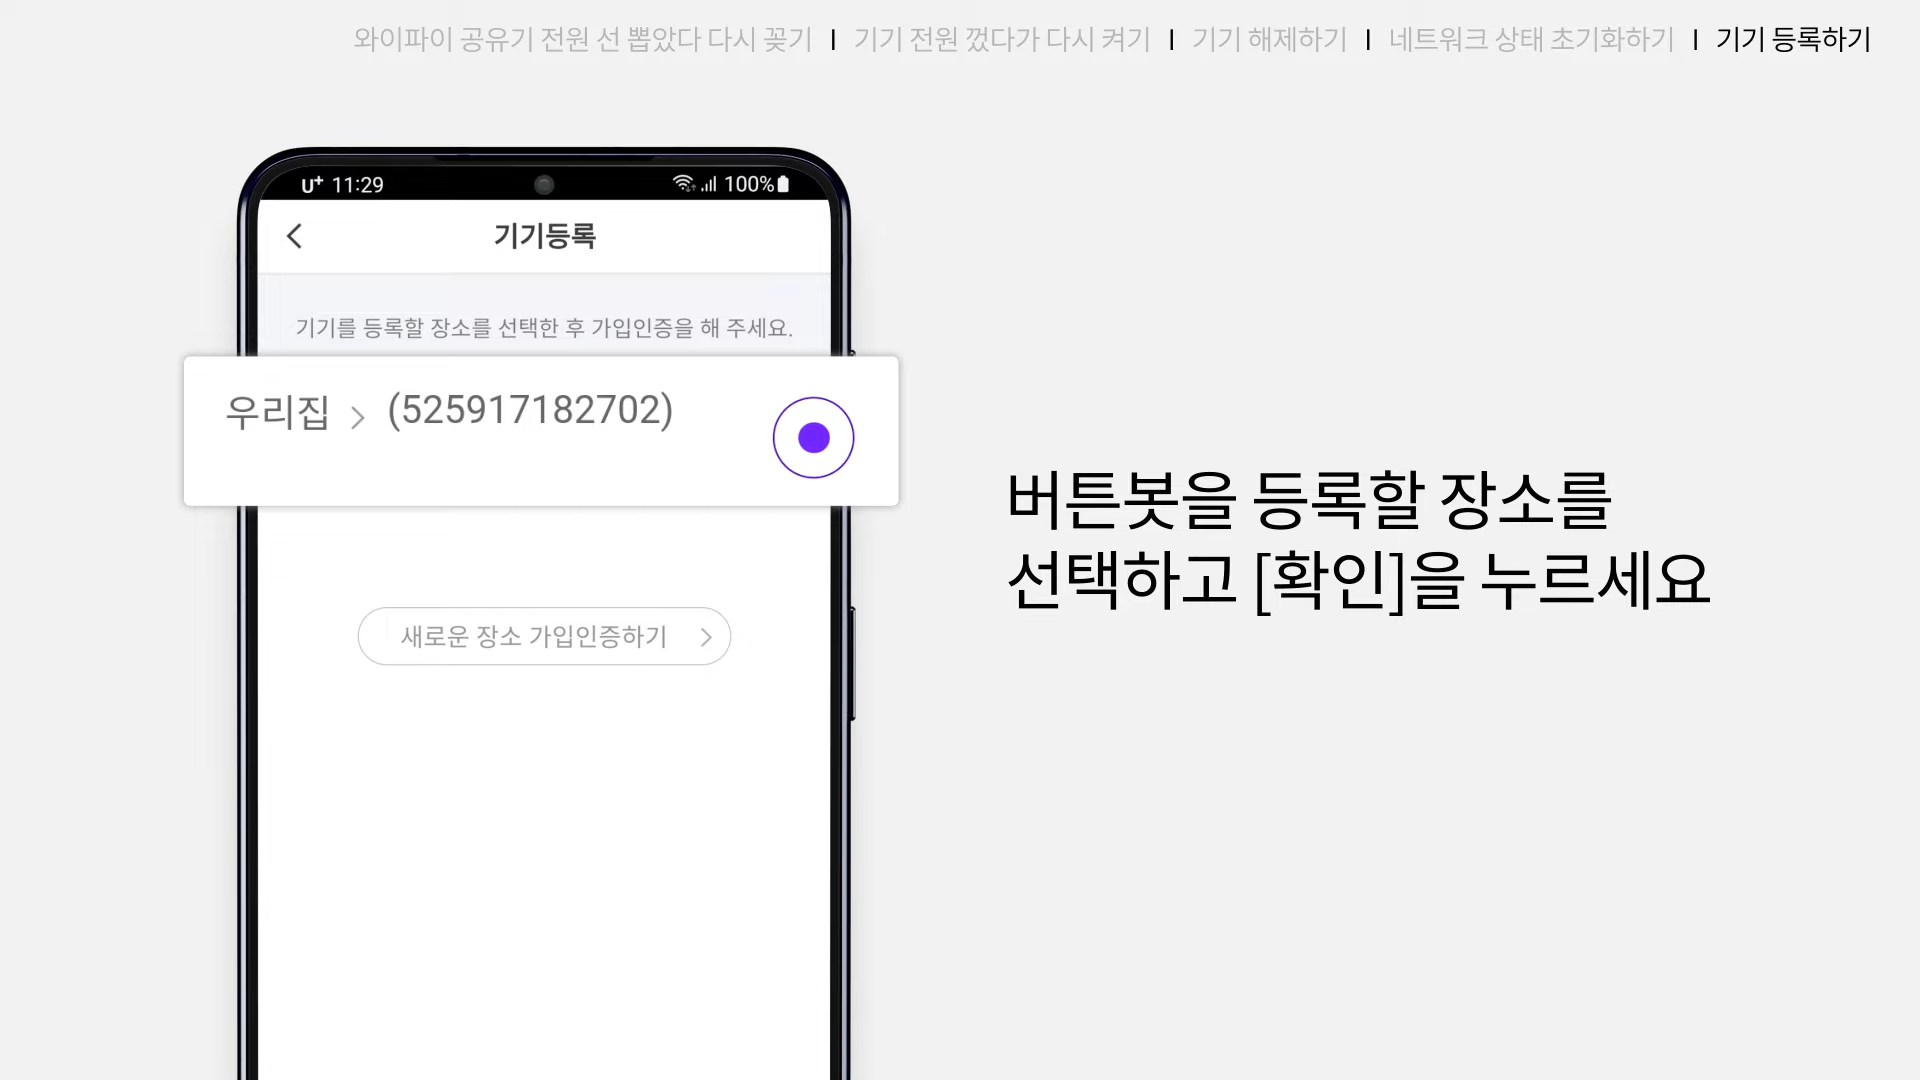 와이파이 공유기 전원 선 뽑았다 다시 꽂기 | 기기 전원 껐다가 다시 켜기 | 기기 해제하기 | 네트워크 상태 초기화하기 | 기기 등록하기
U+ 11:29 100%
기기등록
기기를 등록할 장소를 선택한 후 가입인증을 해 주세요.
우리집 > (525917182702)
새로운 장소 가입인증하기 >
버튼봇을 등록할 장소를
선택하고 [확인]을 누르세요